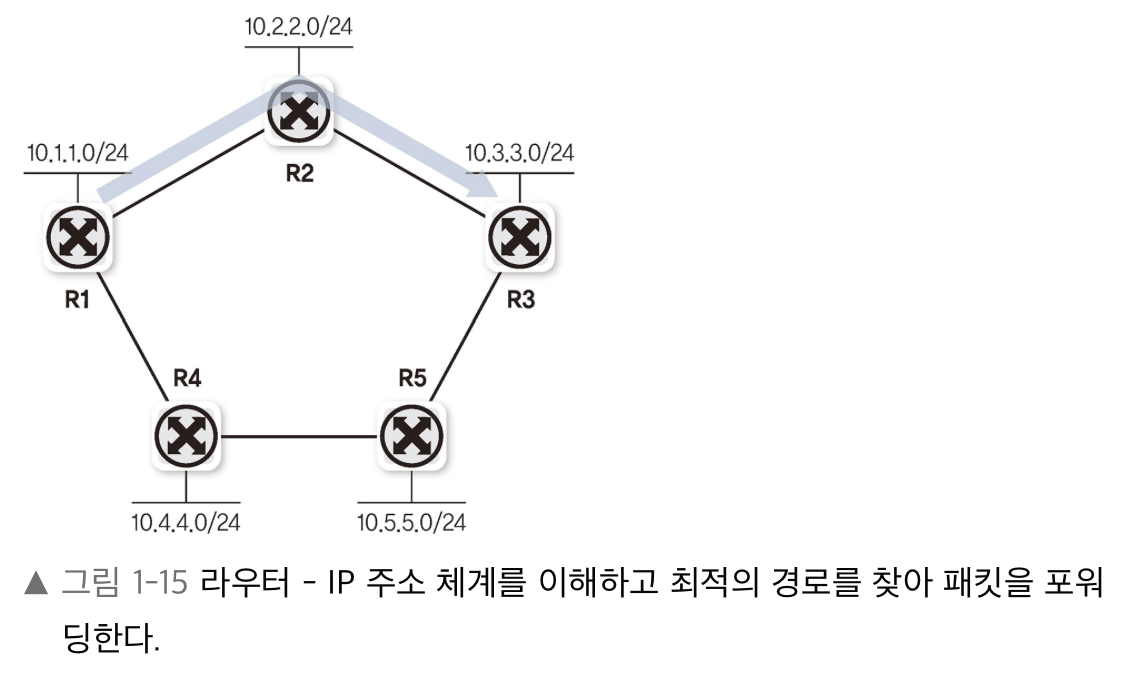 10.2.2.0/24
10.1.1.0/24
10.3.3.0/24
R2
R1
R3
R4
R5
10.4.4.0/24
10.5.5.0/24
▲ 그림 1-15 라우터 - IP 주소 체계를 이해하고 최적의 경로를 찾아 패킷을 포워
딩한다.